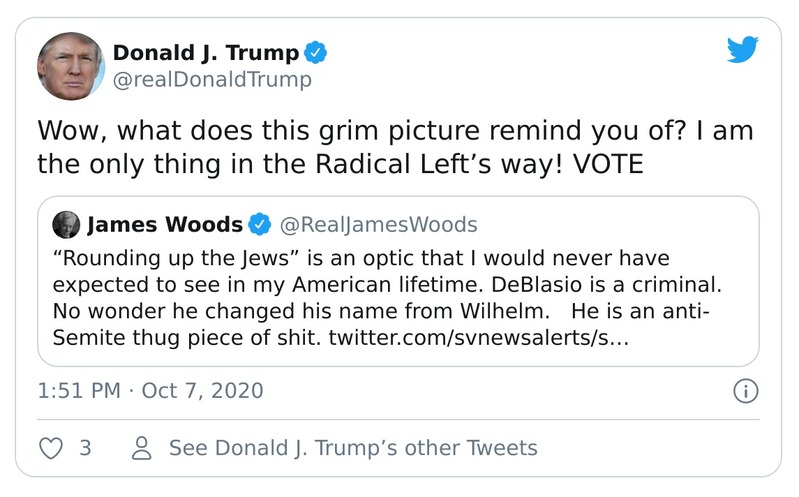 Donald J. Trump
@realDonaldTrump
Wow, what does this grim picture remind you of? I am
the only thing in the Radical Left’s way! VOTE
James Woods @RealJamesWoods
“Rounding up the Jews” is an optic that I would never have
expected to see in my American lifetime. DeBlasio is a criminal.
No wonder he changed his name from Wilhelm.   He is an anti-
Semite thug piece of shit. twitter.com/svnewsalerts/s…
1:51 PM · Oct 7, 2020
3 See Donald J. Trump’s other Tweets